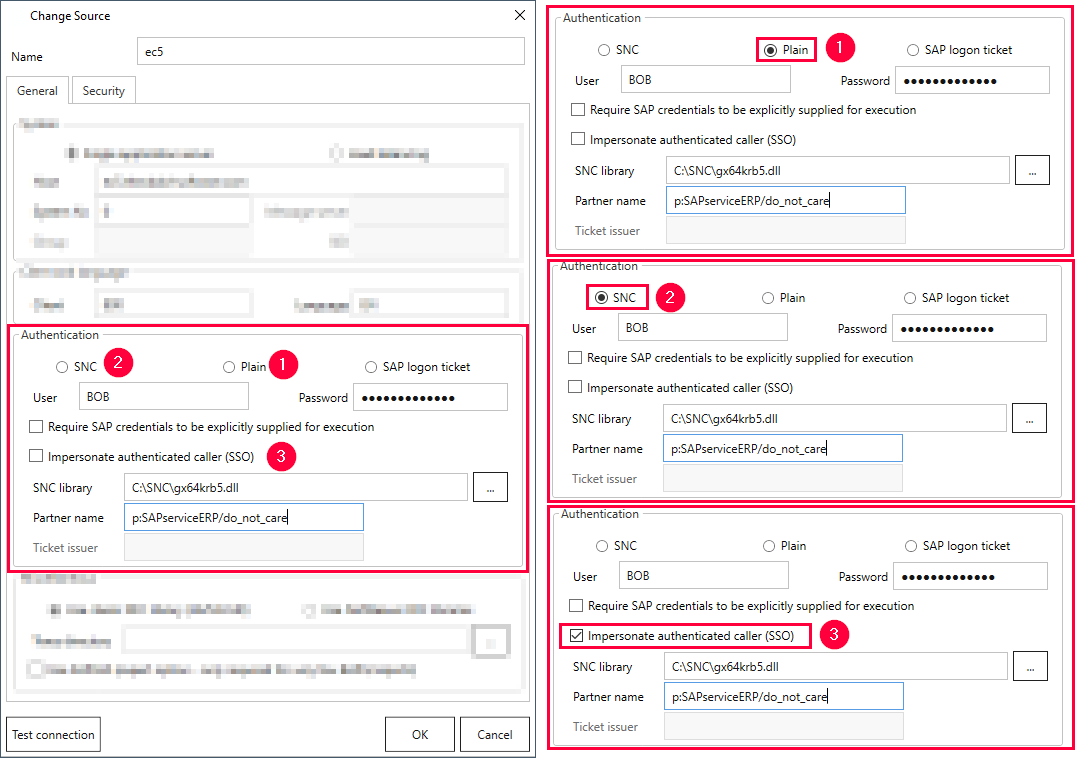 Change Source
Name ec5
General Security
Authentication
SNC 2 Plain 1 SAP logon ticket
User BOB Password ●●●●●●●●●●●●●
Require SAP credentials to be explicitly supplied for execution
Impersonate authenticated caller (SSO) 3
SNC library C:\SNC\gx64krb5.dll ...
Partner name p:SAPserviceERP/do_not_care
Ticket issuer
Test connection OK Cancel
Authentication
SNC Plain 1 SAP logon ticket
User BOB Password ●●●●●●●●●●●●●
Require SAP credentials to be explicitly supplied for execution
Impersonate authenticated caller (SSO)
SNC library C:\SNC\gx64krb5.dll ...
Partner name p:SAPserviceERP/do_not_care
Ticket issuer
Authentication
SNC 2 Plain SAP logon ticket
User BOB Password ●●●●●●●●●●●●●
Require SAP credentials to be explicitly supplied for execution
Impersonate authenticated caller (SSO)
SNC library C:\SNC\gx64krb5.dll ...
Partner name p:SAPserviceERP/do_not_care
Ticket issuer
Authentication
SNC Plain SAP logon ticket
User BOB Password ●●●●●●●●●●●●●
Require SAP credentials to be explicitly supplied for execution
Impersonate authenticated caller (SSO) 3
SNC library C:\SNC\gx64krb5.dll ...
Partner name p:SAPserviceERP/do_not_care
Ticket issuer